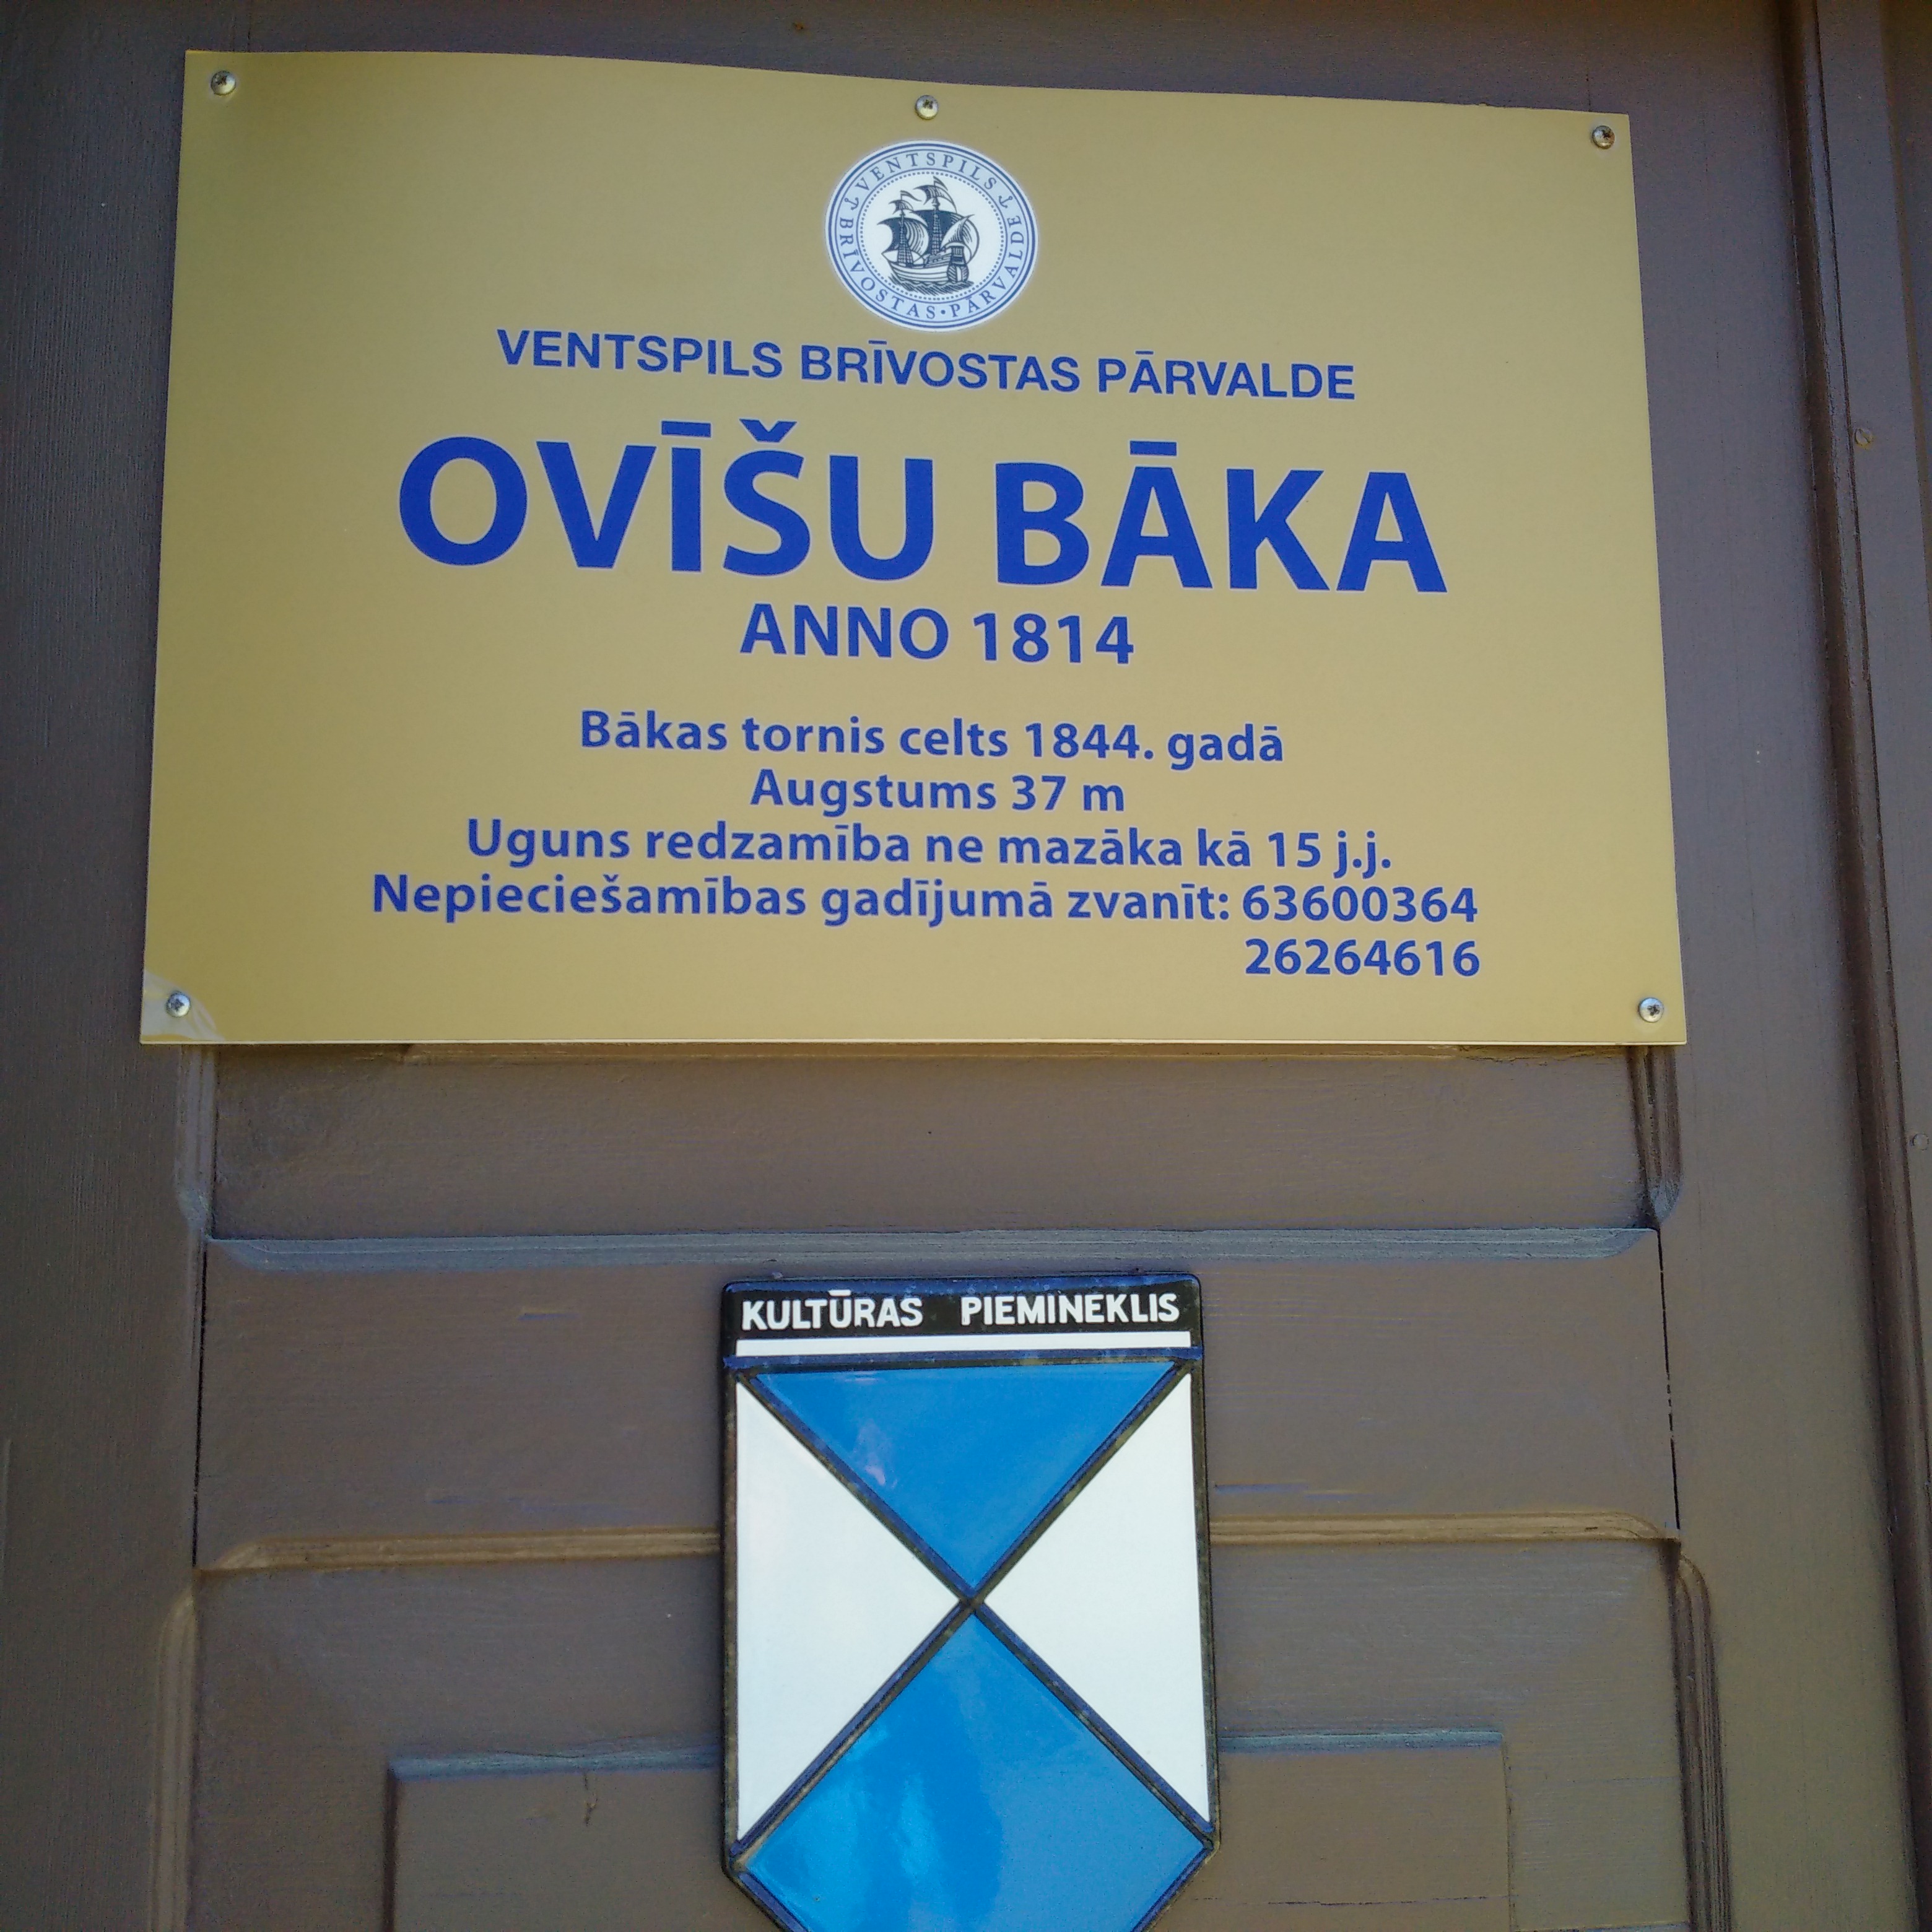 VENTSPILS BRĪVOSTAS PĀRVALDE
VENTSPILS BRĪVOSTAS PĀRVALDE
OVĪŠU BĀKA
ANNO 1814
Bākas tornis celts 1844. gadā
Augstums 37 m
Uguns redzamība ne mazāka kā 15 j.j.
Nepieciešamības gadījumā zvanīt: 63600364
26264616
KULTŪRAS PIEMINEKLIS